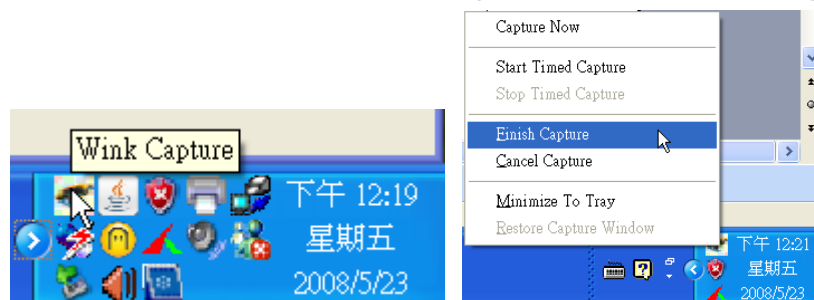 Wink Capture
下午 12:19
星期五
2008/5/23
Capture Now
Start Timed Capture
Stop Timed Capture
Finish Capture
Cancel Capture
Minimize To Tray
Restore Capture Window
下午 12:21
星期五
2008/5/23